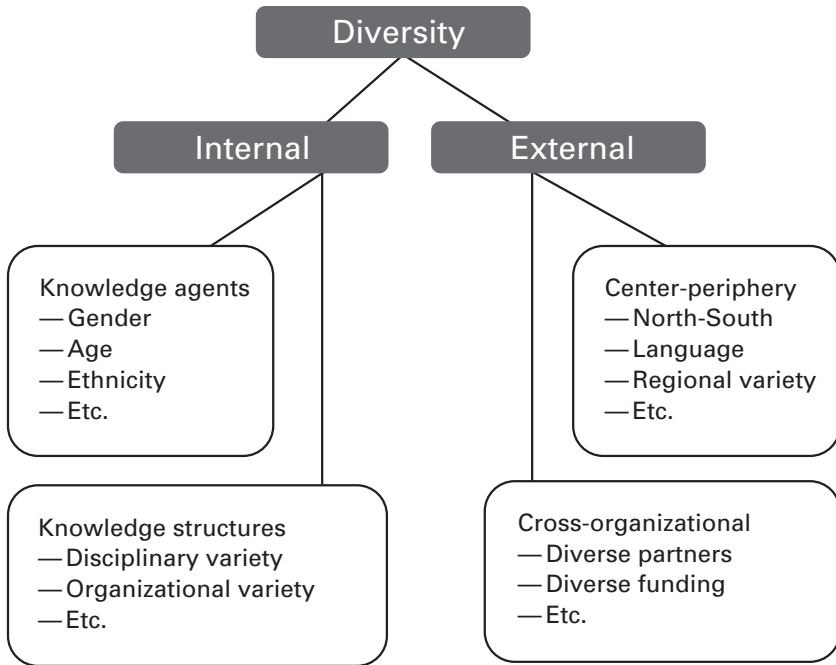 Diversity
Internal
External
Knowledge agents
— Gender
— Age
— Ethnicity
— Etc.
Center-periphery
— North-South
— Language
— Regional variety
— Etc.
Knowledge structures
— Disciplinary variety
— Organizational variety
— Etc.
Cross-organizational
— Diverse partners
— Diverse funding
— Etc.